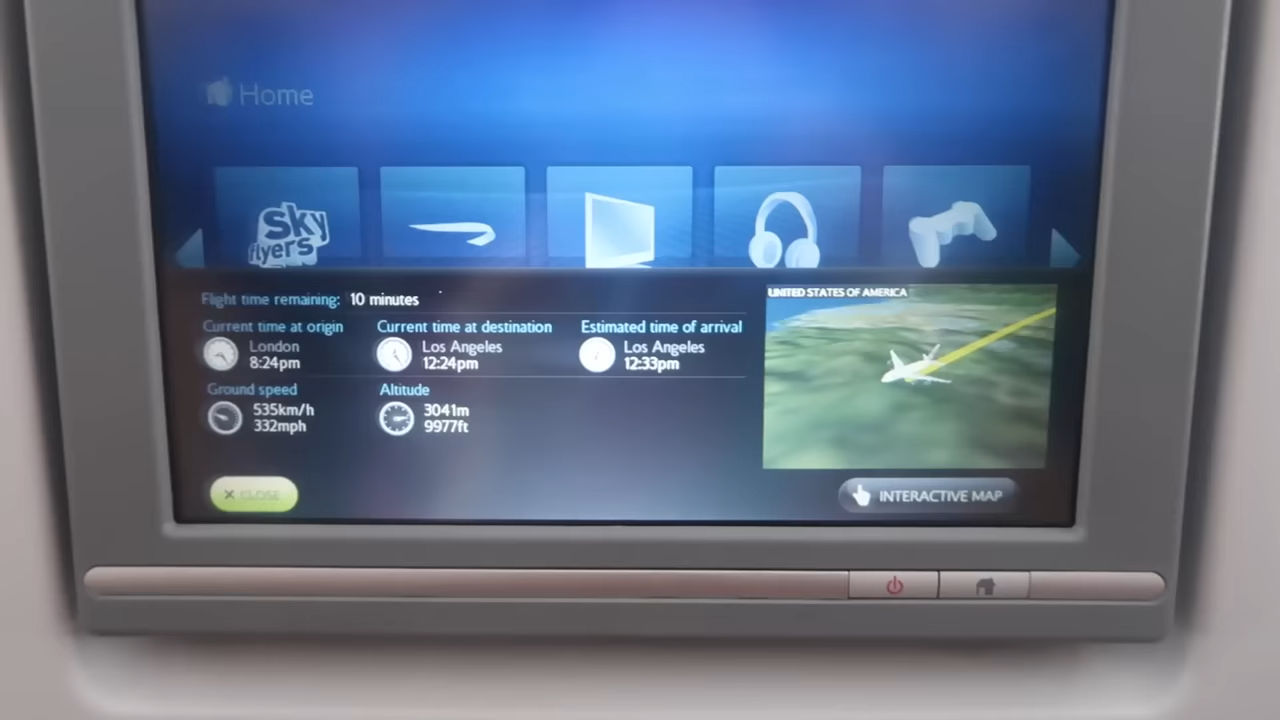 Home
Sky
flyers
Flight time remaining: 10 minutes
Current time at origin
London
8:24pm
Current time at destination
Los Angeles
12:24pm
Estimated time of arrival
Los Angeles
12:33pm
Ground speed
535km/h
332mph
Altitude
3041m
9977ft
UNITED STATES OF AMERICA
× CLOSE
INTERACTIVE MAP